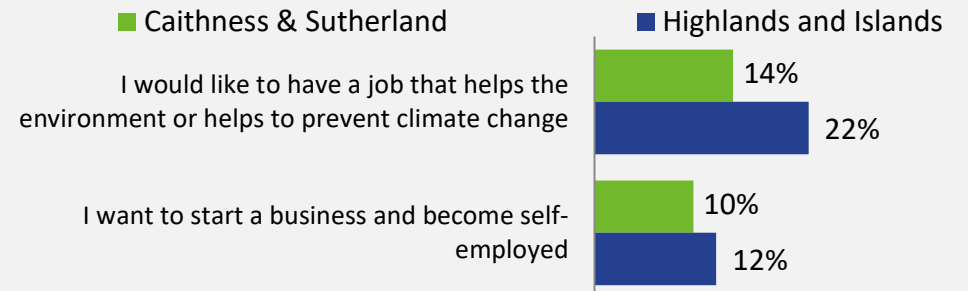 Caithness & Sutherland
Highlands and Islands
I would like to have a job that helps the
environment or helps to prevent climate change
14%
22%
I want to start a business and become self-
employed
10%
12%